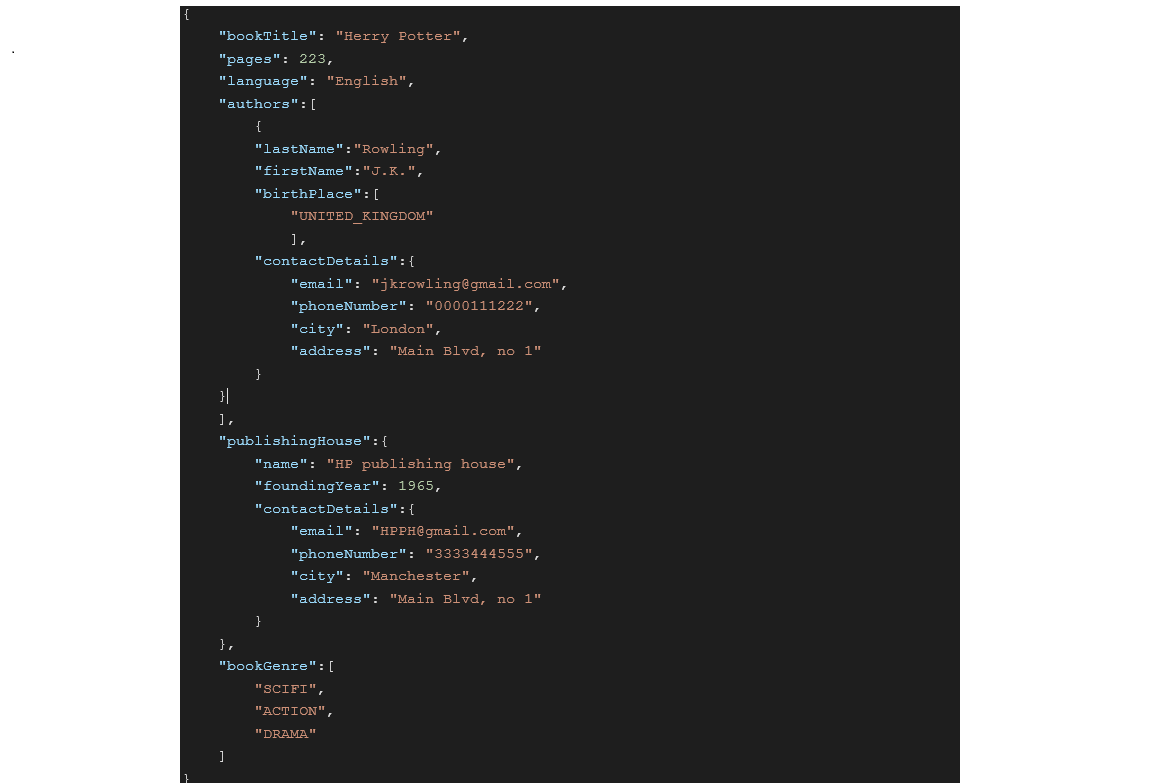 .
{
"bookTitle": "Herry Potter",
"pages": 223,
"language": "English",
"authors":[
{
"lastName":"Rowling",
"firstName":"J.K.",
"birthPlace":[
"UNITED_KINGDOM"
],
"contactDetails":{
"email": "jkrowling@gmail.com",
"phoneNumber": "0000111222",
"city": "London",
"address": "Main Blvd, no 1"
}
}
],
"publishingHouse":{
"name": "HP publishing house",
"foundingYear": 1965,
"contactDetails":{
"email": "HPPH@gmail.com",
"phoneNumber": "3333444555",
"city": "Manchester",
"address": "Main Blvd, no 1"
}
},
"bookGenre":[
"SCIFI",
"ACTION",
"DRAMA"
]
}